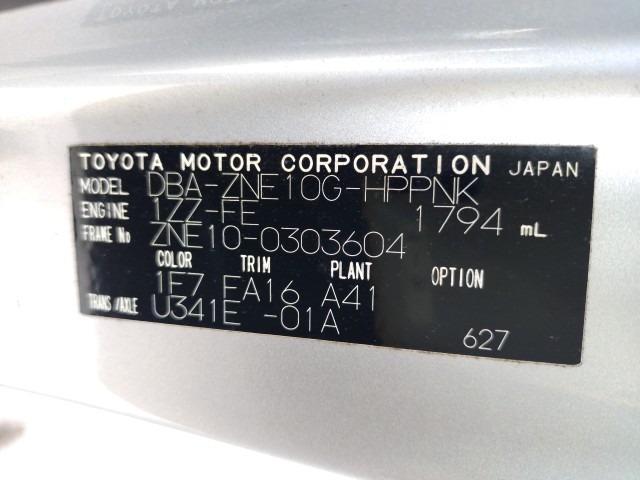 TOYOTA MOTOR CORPORATION JAPAN
MODEL DBA-ZNE10G-HPPNK
ENGINE 1ZZ-FE 1794 mL
FRAME No ZNE10-0303604
COLOR TRIM PLANT OPTION
1F7 FA16 A41
TRANS/AXLE U341E -01A
627